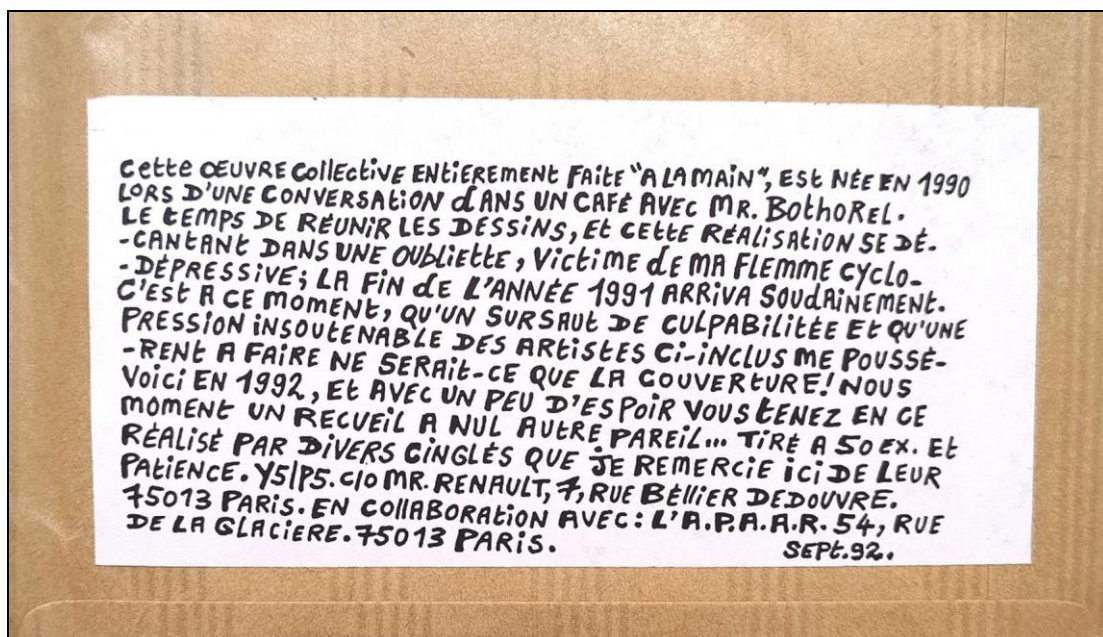 Cette OEUVRE Collective ENTIEREMENT FAitE "A LA MAIN", ESt NÉE EN 1990
LORS D'UNE CONVERSATION dANS UN CAFÉ AVEC MR. BothoREL.
LE tEMPS DE RÉUNIR LES DESSINS, Et CEttE RÉALISAtioN SE DÉ-
-CANTANT DANS UNE OUbLiEttE, VictiME de MA FLEMME cyclo-
-DÉPRESSiVE; LA FiN de L'ANNÉE 1991 ARRiVA SoUdAiNEMENT.
C'ESt A CE MOMENT, QU'UN SURSAUt DE CULPABiLitÉE Et QU'UNE
PRESSION iNSOUtENABLE DES ARtiStES Ci-iNCLUS ME POUSSÈ-
-RENt A FAiRE NE SERAit-CE QUE LA COUVERtURE! NOUS
VOiCi EN 1992, Et AVEC UN PEU D'ESPOiR VOUS tENEZ EN CE
MOMENt UN RECUEiL A NUL AUtRE PAREiL... TiRÉ A 50 EX. Et
RÉALiSÉ PAR DiVERS CiNGLÉS QUE JE REMERCiE iCi DE LEUR
PAtiENCE. Y5/P5. C/O MR. RENAULT, 7, RUE BELliER DEDOUVRE.
75013 PARiS. EN COllABORAtioN AVEC: L'A.P.A.A.R. 54, RUE
DE LA GLACiERE. 75013 PARiS.
SEPt.92.